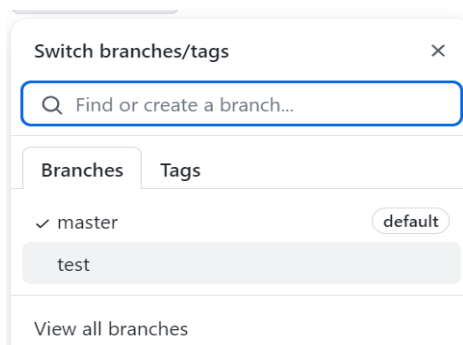 Switch branches/tags
Find or create a branch...
Branches Tags
master default
test
View all branches